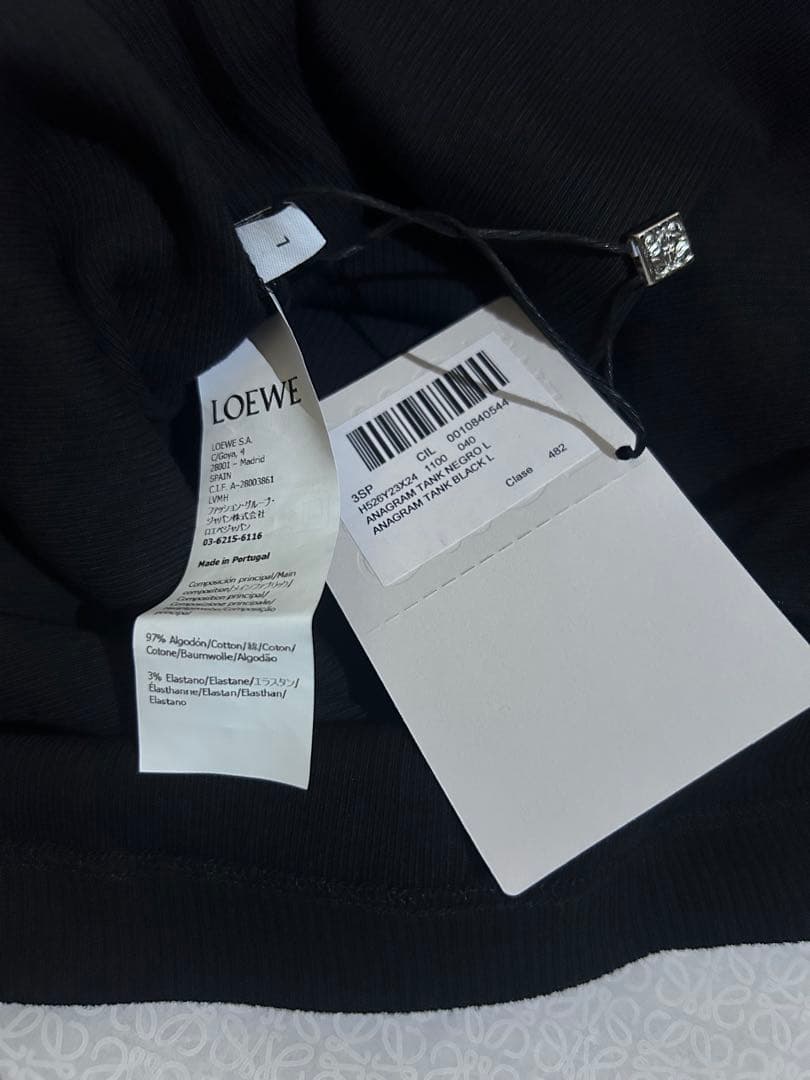 L
LOEWE
LOEWE S.A.
C/Goya, 4
28001 - Madrid
SPAIN
C.I.F. A-28003861
LVMH
ファッション・グループ・
ジャパン株式会社
ロエベジャパン
03-6215-6116
Made in Portugal
Composición principal/Main
composition/メインファブリック/
Composition principal/
Composizione principale/
Hauptmaterial/Composição
principal
97% Algodón/Cotton/綿/Coton/
Cotone/Baumwolle/Algodão
3% Elastano/Elastane/エラスタン/
Élasthanne/Elastan/Elasthan/
Elastano
3SP CIL 0010840544
H526Y23X24 1100 040
ANAGRAM TANK NEGRO L
ANAGRAM TANK BLACK L
Clase 482